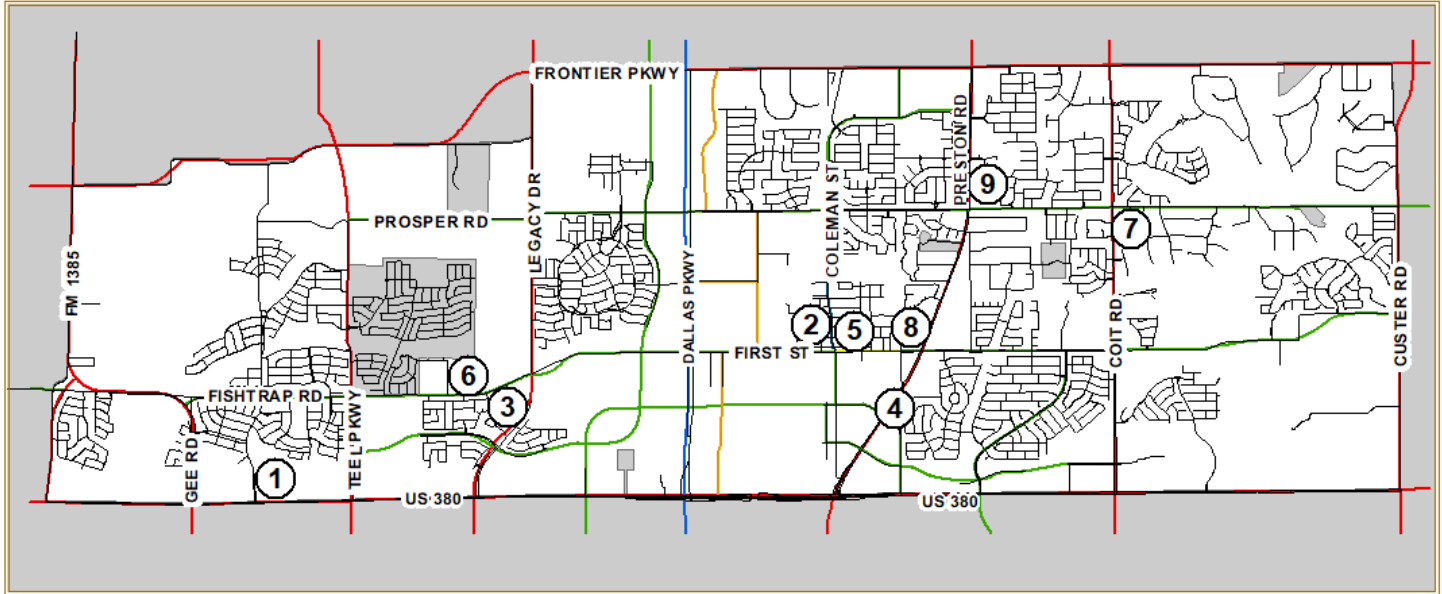 FRONTIER PKWY
PRESTON RD
9
LEGACY DR
COLEMAN ST
PROSPER RD
7
FM 1385
DALLAS PKWY
COIT RD
CUSTER RD
2
5
8
FIRST ST
6
FISHTRAP RD
3
4
GEE RD
TEEL PKWY
1
US 380
US 380